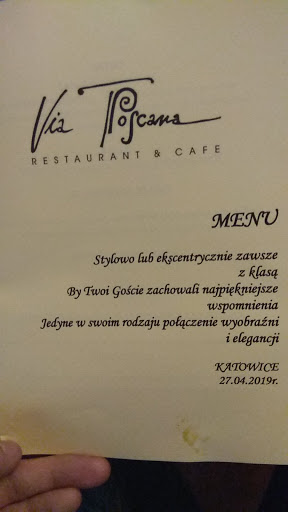 Via Toscana
RESTAURANT & CAFE
MENU
Stylowo lub ekscentrycznie zawsze
z klasą
By Twoi Goście zachowali najpiękniejsze
wspomnienia
Jedyne w swoim rodzaju połączenie wyobraźni
i elegancji
KATOWICE
27.04.2019r.